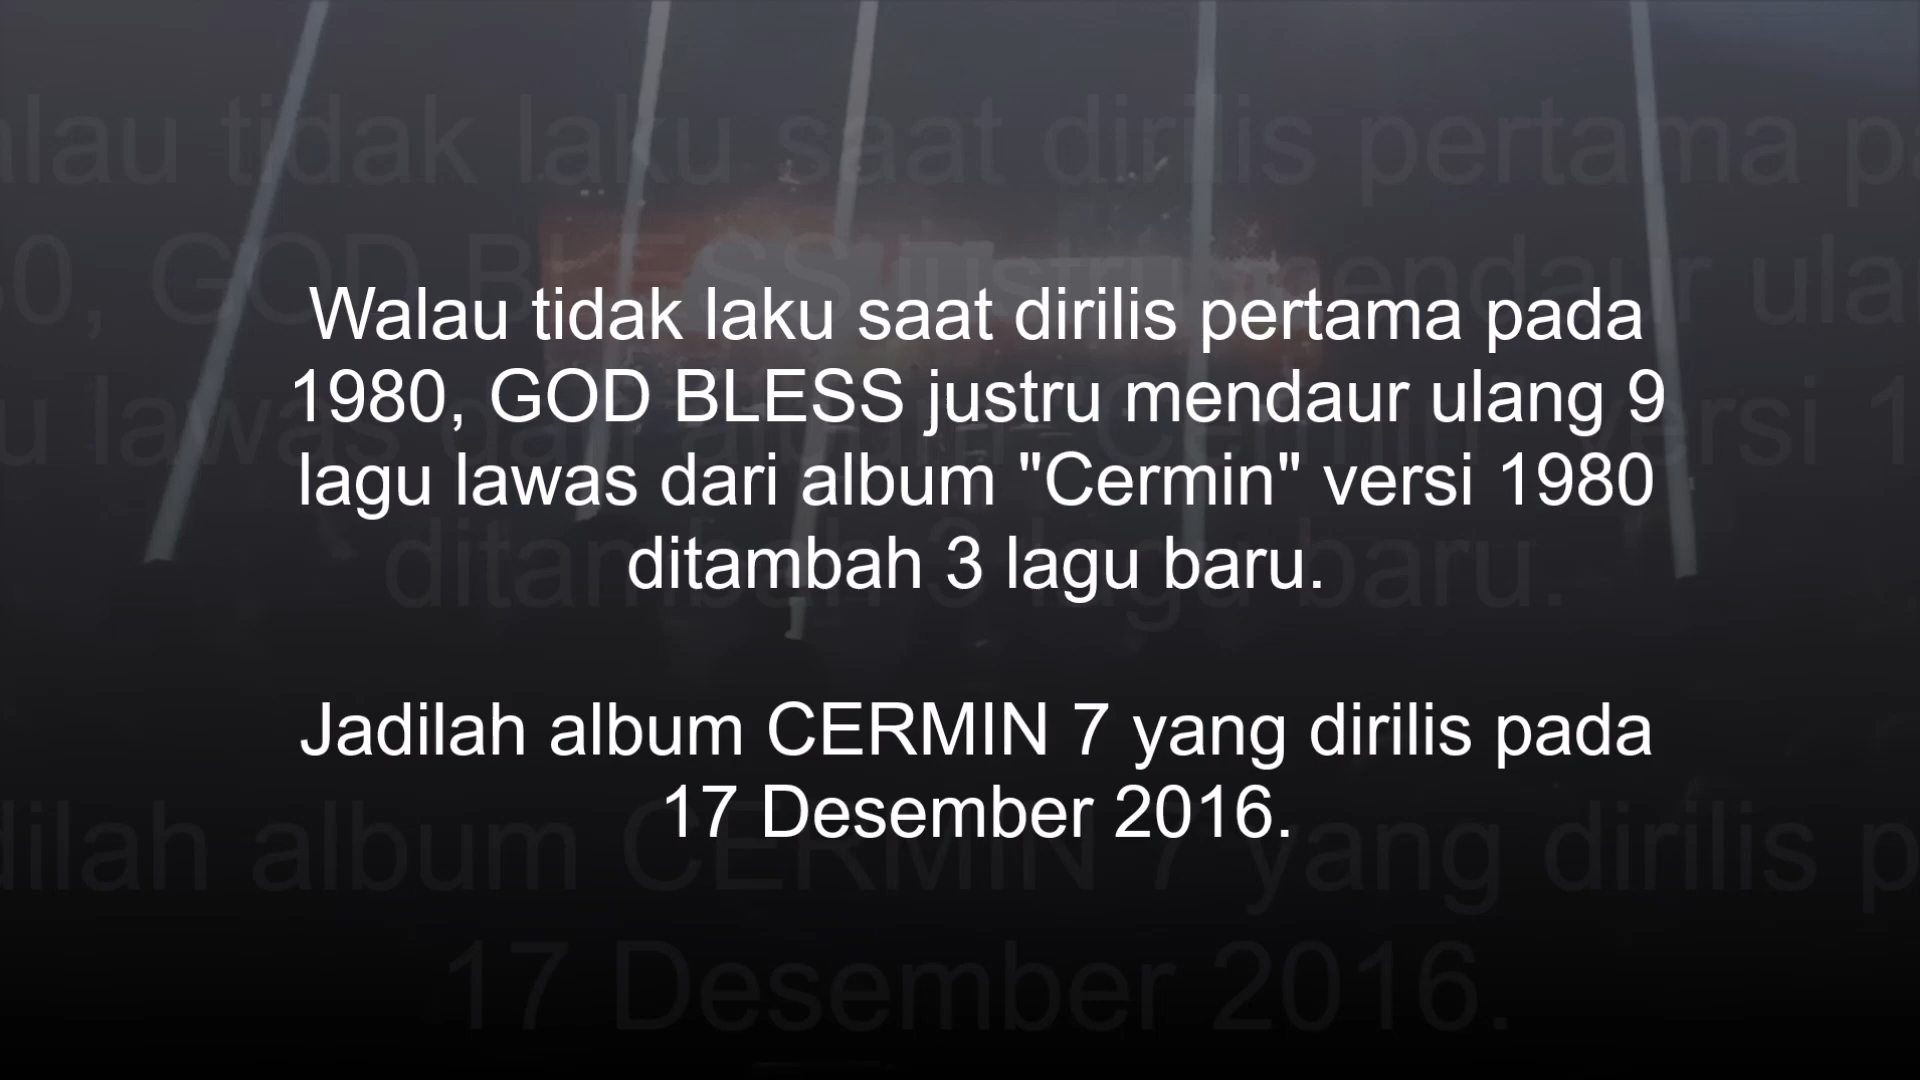 Walau tidak laku saat dirilis pertama pada
1980, GOD BLESS justru mendaur ulang 9
lagu lawas dari album "Cermin" versi 1980
ditambah 3 lagu baru.
Jadilah album CERMIN 7 yang dirilis pada
17 Desember 2016.